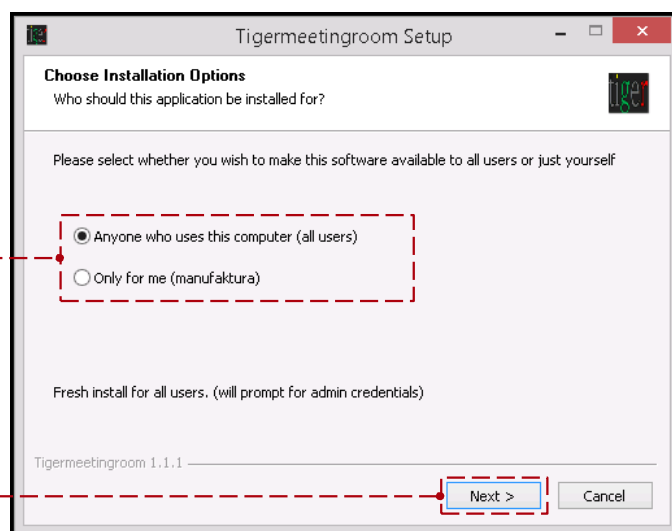 Tigermeetingroom Setup
Choose Installation Options
Who should this application be installed for?
tiger
Please select whether you wish to make this software available to all users or just yourself
Anyone who uses this computer (all users)
Only for me (manufaktura)
Fresh install for all users. (will prompt for admin credentials)
Tigermeetingroom 1.1.1
Next >
Cancel